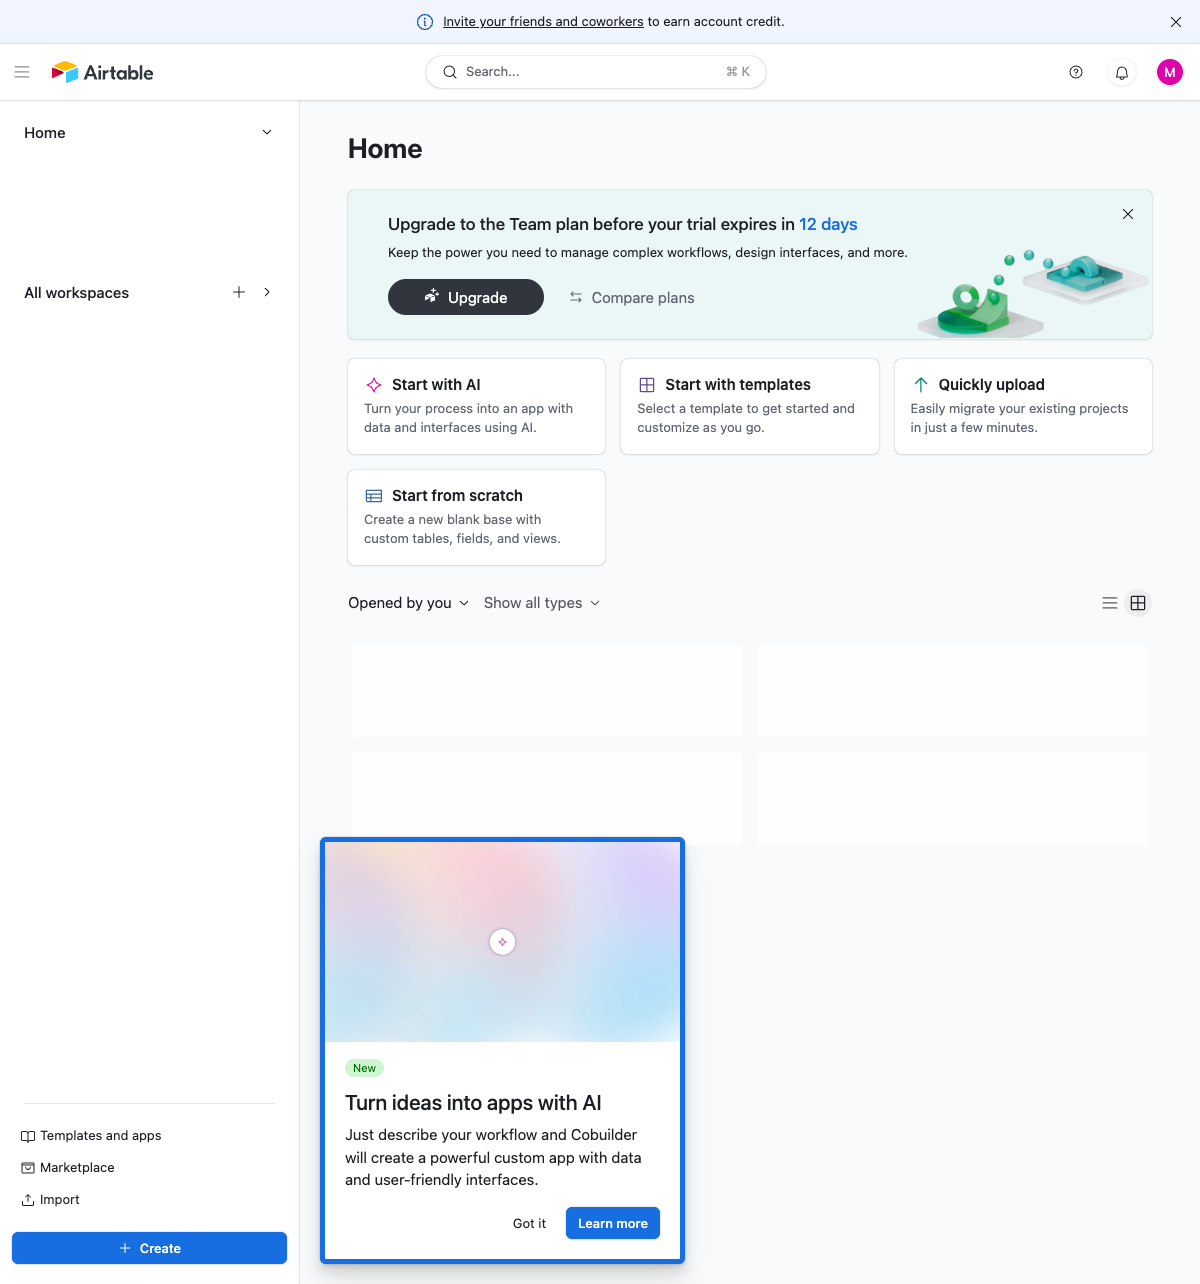 Invite your friends and coworkers to earn account credit.
Airtable
Search...
⌘ K
M
Home
All workspaces
Home
Upgrade to the Team plan before your trial expires in 12 days
Keep the power you need to manage complex workflows, design interfaces, and more.
Upgrade
Compare plans
Start with AI
Turn your process into an app with
data and interfaces using AI.
Start with templates
Select a template to get started and
customize as you go.
Quickly upload
Easily migrate your existing projects
in just a few minutes.
Start from scratch
Create a new blank base with
custom tables, fields, and views.
Opened by you
Show all types
New
Turn ideas into apps with AI
Just describe your workflow and Cobuilder
will create a powerful custom app with data
and user-friendly interfaces.
Got it
Learn more
Templates and apps
Marketplace
Import
Create